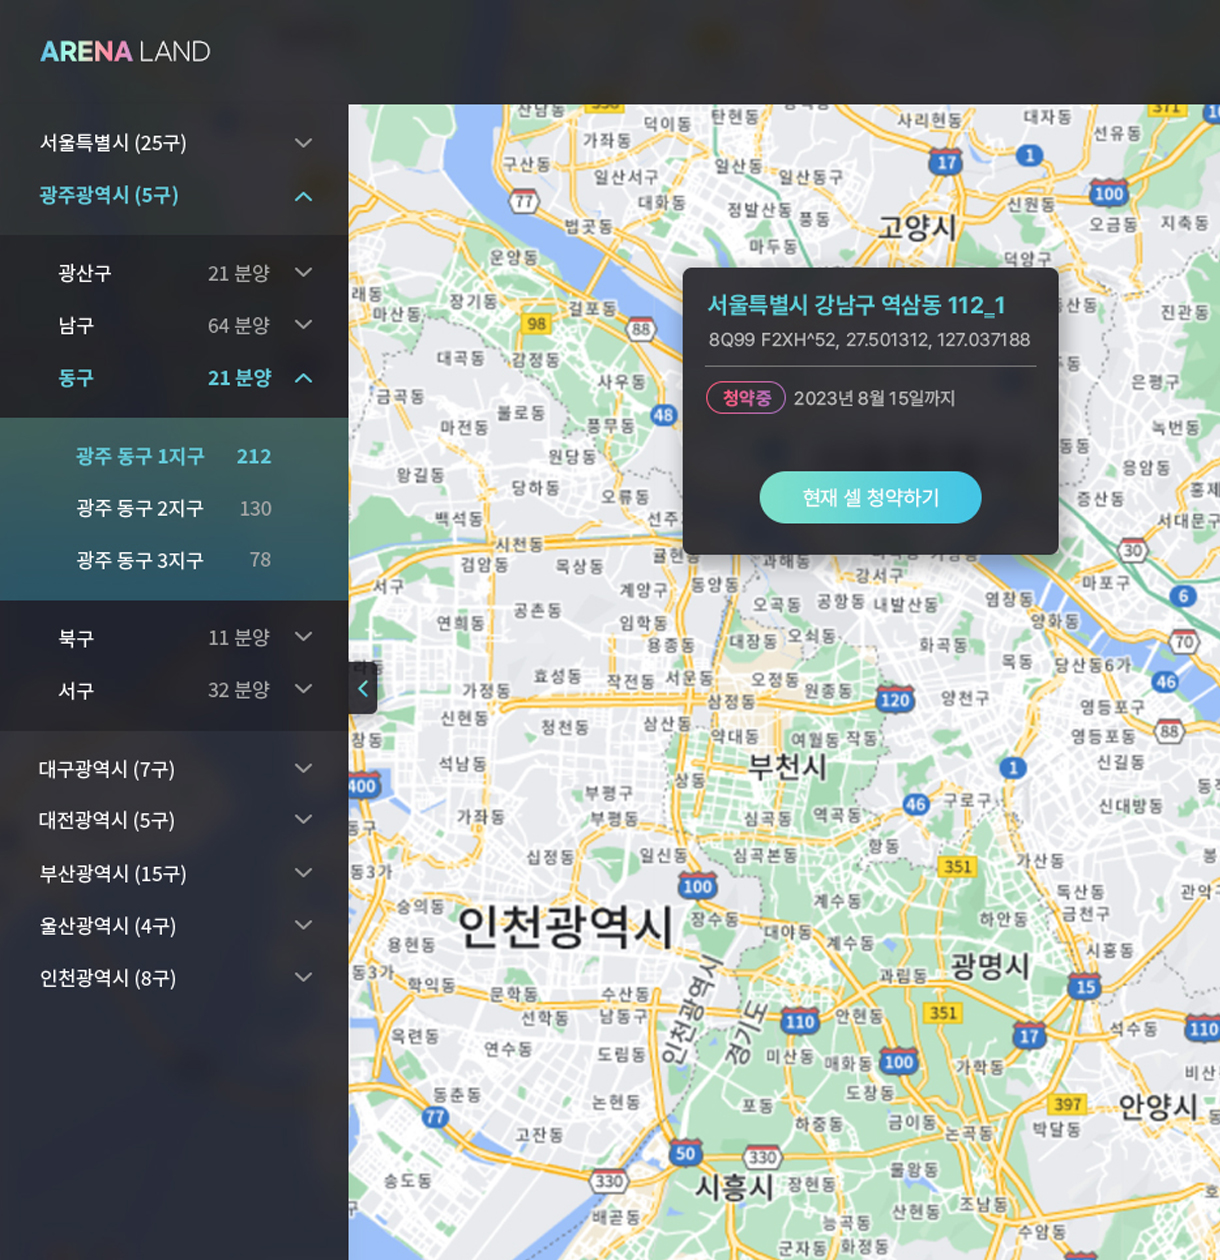 ARENA LAND
서울특별시 (25구)
광주광역시 (5구)
광산구 21 분양
남구 64 분양
동구 21 분양
광주 동구 1지구 212
광주 동구 2지구 130
광주 동구 3지구 78
북구 11 분양
서구 32 분양
대구광역시 (7구)
대전광역시 (5구)
부산광역시 (15구)
울산광역시 (4구)
인천광역시 (8구)
서울특별시 강남구 역삼동 112_1
8Q99 F2XH^52, 27.501312, 127.037188
청약중 2023년 8월 15일까지
현재 셀 청약하기
덕이동 탄현동 사리현동 대자동 371
가좌동 17 1 선유동
구산동 일산서구 일산동 일산동구 100
77 대화동 정발산동 풍동 신원동
법곳동 고양시 오금동 지축동
마두동
운양동 덕양구
장기동 걸포동
마산동 98 88 진관동
대곡동 감정동
사우동 은평구
금곡동 불로동 48
마전동 풍무동 녹번동
원당동 응암동
왕길동 당하동 오류동 증산동
백석동 서대문구
시천동 30
검암동 목상동 귤현동 과해동
서구 계양구 동양동 강서구 마포구
공촌동 오곡동 공항동 내발산동 염창동 6
연희동 임학동 양화동
용종동 대장동 오쇠동 화곡동 70
목동 당산동6가
효성동 작전동 서운동 오정동 46
가정동 삼정동 원종동 120 양천구
신현동 삼산동 영등포구
청천동 약대동 여월동 작동 영등포동 88
석남동 상동 부천시 1 신길동
400 부평구 46 구로구 신대방동
가좌동 부평동 심곡동 역곡동
항동
십정동 일신동 심곡본동 351 가산동
동3가 100 독산동
숭의동 계수동 금천구
인천광역시 장수동 하안동
용현동 대야동 계수동 시흥동
동3가 학익동 과림동 광명시 15
문학동 수산동
선학동 남동구 인천광역시 경기도 110 안현동 351 석수동 110
옥련동 17
연수동 도림동 미산동 매화동 100 가학동
동춘동 논현동 포동 도창동 397 안양시
77 하중동 금이동 논곡동 박달동
고잔동
50 330 물왕동
송도동 330 시흥시 장현동
배곧동 산현동 조남동
능곡동 수암동
군자동 화정동